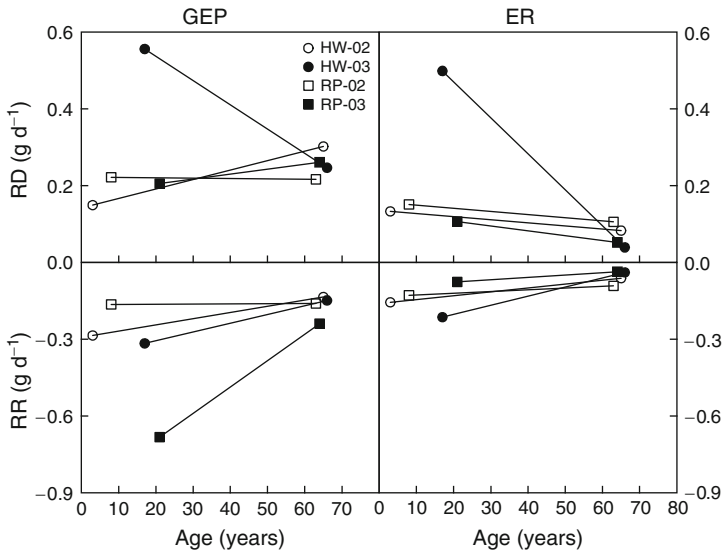 GEP ER
0.6 0.6
HW-02
HW-03
RP-02
RP-03
0.4 0.4
RD (g d−1)
0.2 0.2
0.0 0.0
−0.3 −0.3
RR (g d−1)
−0.6 −0.6
−0.9 −0.9
0 10 20 30 40 50 60 70 0 10 20 30 40 50 60 70 80
Age (years) Age (years)